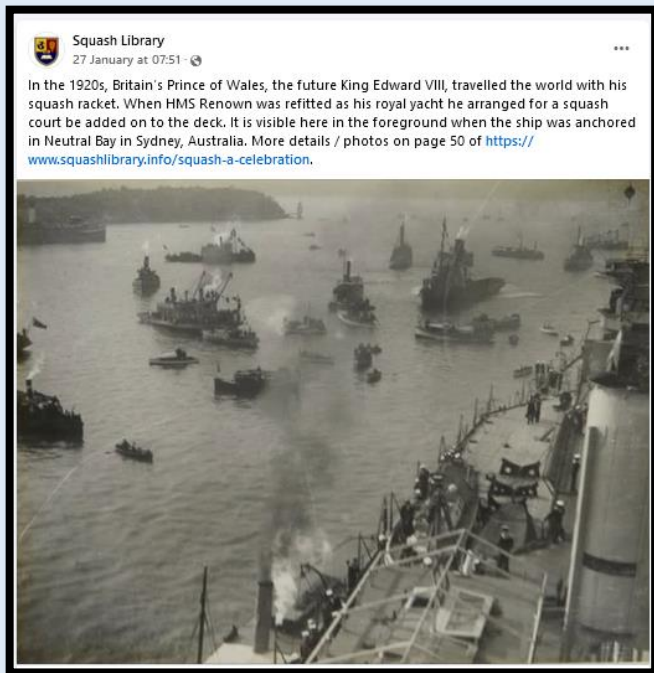 Squash Library
27 January at 07:51 ·
In the 1920s, Britain's Prince of Wales, the future King Edward VIII, travelled the world with his
squash racket. When HMS Renown was refitted as his royal yacht he arranged for a squash
court be added on to the deck. It is visible here in the foreground when the ship was anchored
in Neutral Bay in Sydney, Australia. More details / photos on page 50 of https://
www.squashlibrary.info/squash-a-celebration.